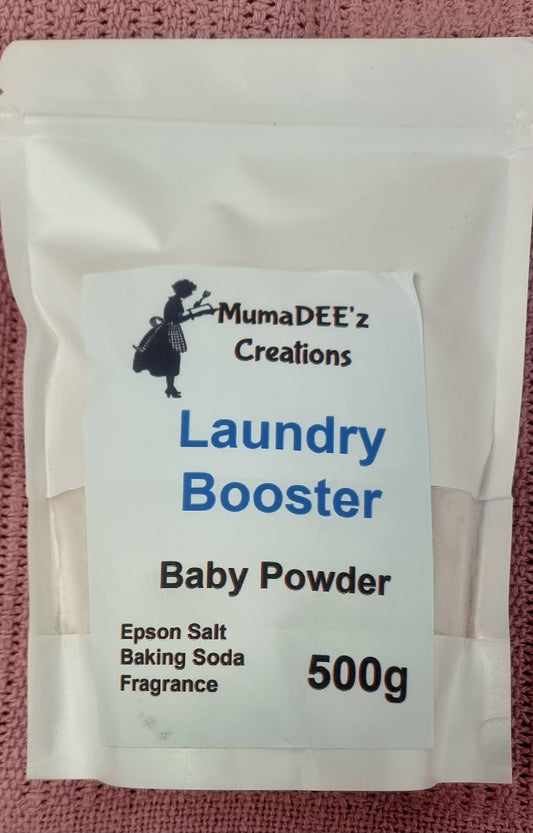 MumaDEE'z
Creations
Laundry
Booster
Baby Powder
Epson Salt
Baking Soda
Fragrance
500g